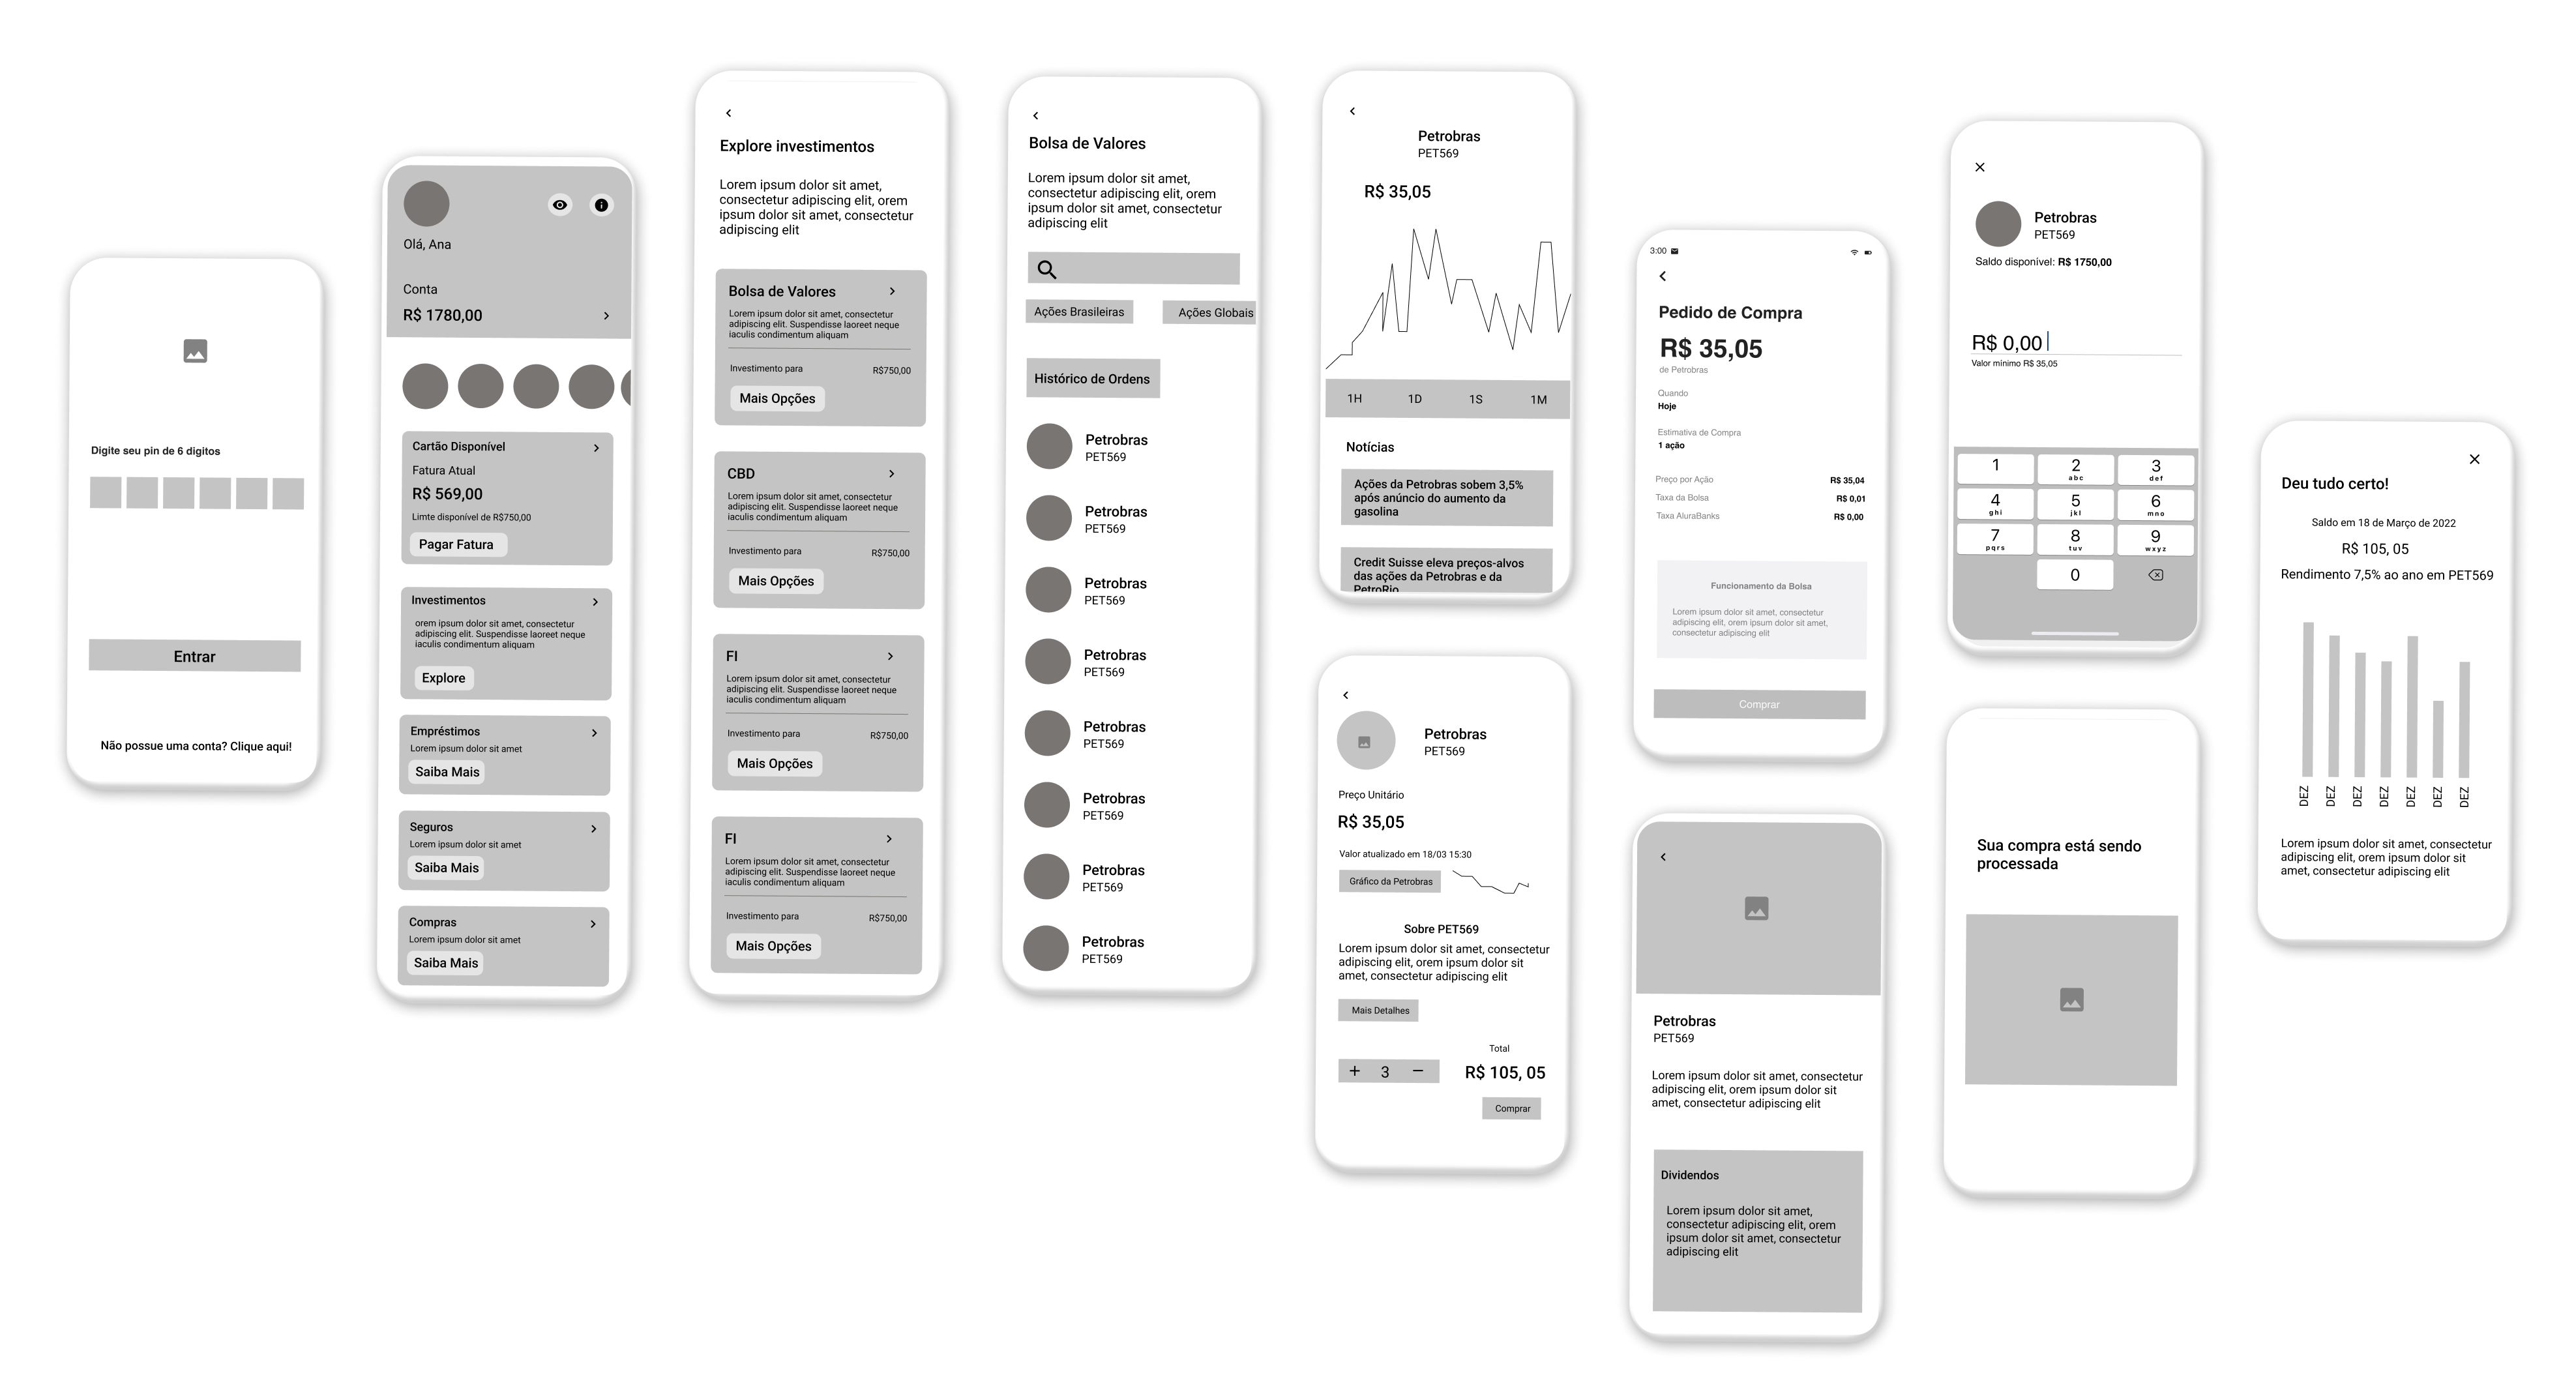 Digite seu pin de 6 digitos
Entrar
Não possue uma conta? Clique aqui!
Olá, Ana
Conta
R$ 1780,00
Cartão Disponível
Fatura Atual
R$ 569,00
Limte disponível de R$750,00
Pagar Fatura
Investimentos
orem ipsum dolor sit amet, consectetur
adipiscing elit. Suspendisse laoreet neque
iaculis condimentum aliquam
Explore
Empréstimos
Lorem ipsum dolor sit amet
Saiba Mais
Seguros
Lorem ipsum dolor sit amet
Saiba Mais
Compras
Lorem ipsum dolor sit amet
Saiba Mais
Explore investimentos
Lorem ipsum dolor sit amet,
consectetur adipiscing elit, orem
ipsum dolor sit amet, consectetur
adipiscing elit
Bolsa de Valores
Lorem ipsum dolor sit amet, consectetur
adipiscing elit. Suspendisse laoreet neque
iaculis condimentum aliquam
Investimento para R$750,00
Mais Opções
CBD
Lorem ipsum dolor sit amet, consectetur
adipiscing elit. Suspendisse laoreet neque
iaculis condimentum aliquam
Investimento para R$750,00
Mais Opções
FI
Lorem ipsum dolor sit amet, consectetur
adipiscing elit. Suspendisse laoreet neque
iaculis condimentum aliquam
Investimento para R$750,00
Mais Opções
FI
Lorem ipsum dolor sit amet, consectetur
adipiscing elit. Suspendisse laoreet neque
iaculis condimentum aliquam
Investimento para R$750,00
Mais Opções
Bolsa de Valores
Lorem ipsum dolor sit amet,
consectetur adipiscing elit, orem
ipsum dolor sit amet, consectetur
adipiscing elit
Ações Brasileiras Ações Globais
Histórico de Ordens
Petrobras
PET569
Petrobras
PET569
Petrobras
PET569
Petrobras
PET569
Petrobras
PET569
Petrobras
PET569
Petrobras
PET569
Petrobras
PET569
Petrobras
PET569
R$ 35,05
1H 1D 1S 1M
Notícias
Ações da Petrobras sobem 3,5%
após anúncio do aumento da
gasolina
Credit Suisse eleva preços-alvos
das ações da Petrobras e da
PetroRio
Petrobras
PET569
Preço Unitário
R$ 35,05
Valor atualizado em 18/03 15:30
Gráfico da Petrobras
Sobre PET569
Lorem ipsum dolor sit amet, consectetur
adipiscing elit, orem ipsum dolor sit
amet, consectetur adipiscing elit
Mais Detalhes
Total
+ 3 − R$ 105, 05
Comprar
3:00
Pedido de Compra
R$ 35,05
de Petrobras
Quando
Hoje
Estimativa de Compra
1 ação
Preço por Ação R$ 35,04
Taxa da Bolsa R$ 0,01
Taxa AluraBanks R$ 0,00
Funcionamento da Bolsa
Lorem ipsum dolor sit amet, consectetur
adipiscing elit, orem ipsum dolor sit amet,
consectetur adipiscing elit
Comprar
Petrobras
PET569
Lorem ipsum dolor sit amet, consectetur
adipiscing elit, orem ipsum dolor sit
amet, consectetur adipiscing elit
Dividendos
Lorem ipsum dolor sit amet,
consectetur adipiscing elit, orem
ipsum dolor sit amet, consectetur
adipiscing elit
Petrobras
PET569
Saldo disponivel: R$ 1750,00
R$ 0,00
Valor mínimo R$ 35,05
1 2 3
abc def
4 5 6
ghi jkl mno
7 8 9
pqrs tuv wxyz
0
Sua compra está sendo
processada
Deu tudo certo!
Saldo em 18 de Março de 2022
R$ 105, 05
Rendimento 7,5% ao ano em PET569
DEZ DEZ DEZ DEZ DEZ DEZ DEZ
Lorem ipsum dolor sit amet, consectetur
adipiscing elit, orem ipsum dolor sit
amet, consectetur adipiscing elit